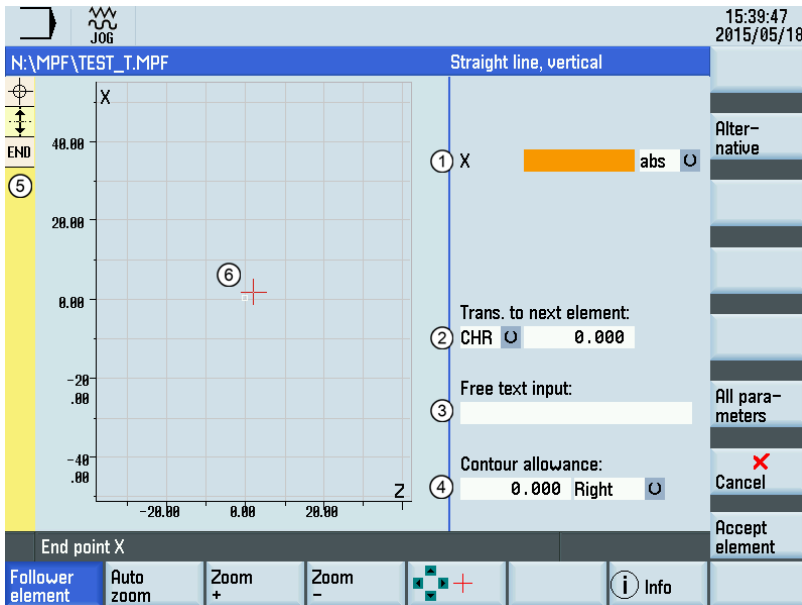 JOG
15:39:47
2015/05/18
N:\MPF\TEST_T.MPF
Straight line, vertical
X
END
5
40.00
20.00
0.00
-20
.00
-40
.00
-20.00
0.00
20.00
Z
6
1 X abs
Trans. to next element:
2 CHR 0.000
Free text input:
3
Contour allowance:
4 0.000 Right
Alter-
native
All para-
meters
Cancel
Accept
element
End point X
Follower
element
Auto
zoom
Zoom
+
Zoom
-
i Info